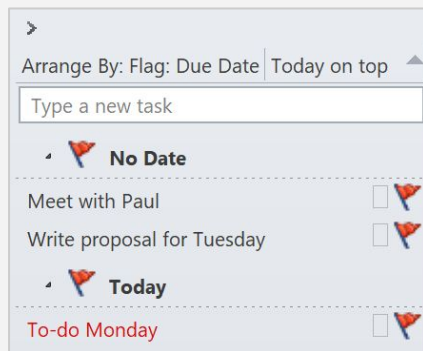 Arrange By: Flag: Due Date Today on top
Type a new task
No Date
Meet with Paul
Write proposal for Tuesday
Today
To-do Monday